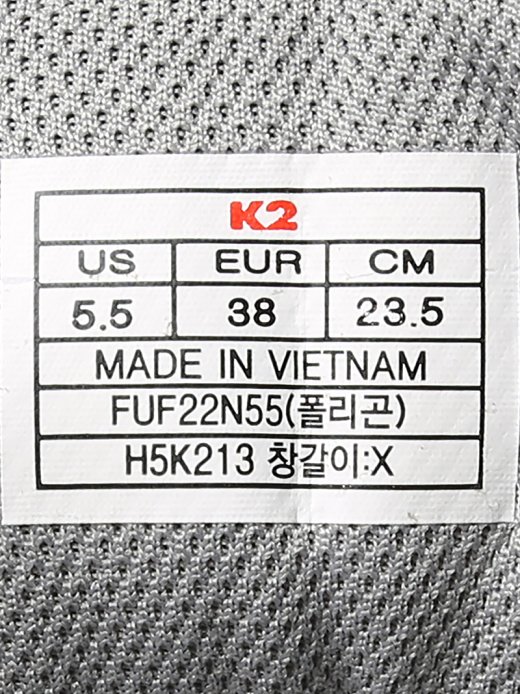 K2
US EUR CM
5.5 38 23.5
MADE IN VIETNAM
FUF22N55(폴리곤)
H5K213 창갈이:X